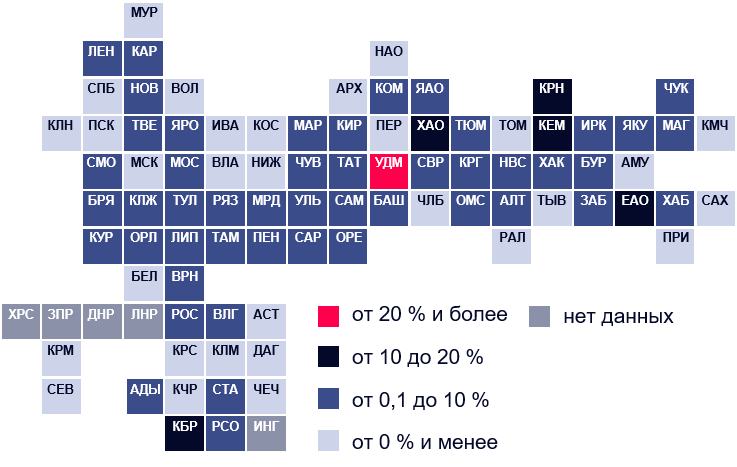 МУР
ЛЕН КАР НАО
СПБ НОВ ВОЛ АРХ КОМ ЯАО КРН ЧУК
КЛН ПСК ТВЕ ЯРО ИВА КОС МАР КИР ПЕР ХАО ТЮМ ТОМ КЕМ ИРК ЯКУ МАГ КМЧ
СМО МСК МОС ВЛА НИЖ ЧУВ ТАТ УДМ СВР КРГ НВС ХАК БУР АМУ
БРЯ КЛЖ ТУЛ РЯЗ МРД УЛЬ САМ БАШ ЧЛБ ОМС АЛТ ТЫВ ЗАБ ЕАО ХАБ САХ
КУР ОРЛ ЛИП ТАМ ПЕН САР ОРЕ РАЛ ПРИ
БЕЛ ВРН
ХРС ЗПР ДНР ЛНР РОС ВЛГ АСТ
КРМ КРС КЛМ ДАГ
СЕВ АДЫ КЧР СТА ЧЕЧ
КБР РСО ИНГ
от 20 % и более
нет данных
от 10 до 20 %
от 0,1 до 10 %
от 0 % и менее